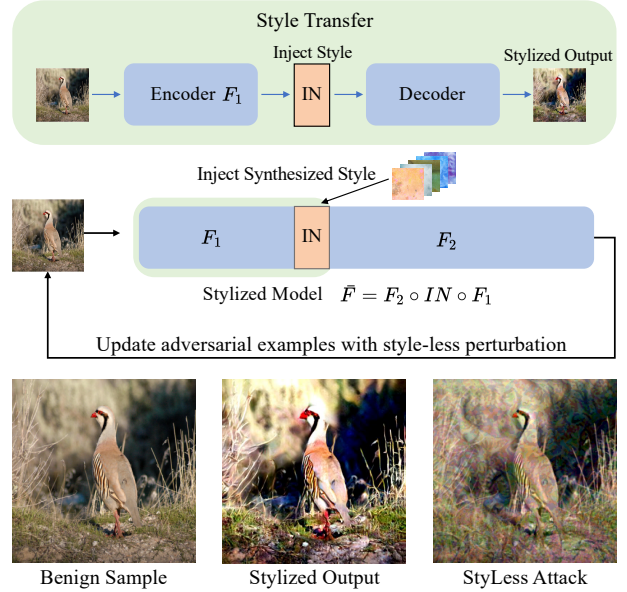 Style Transfer
Inject Style
Stylized Output
Encoder F₁
IN
Decoder
Inject Synthesized Style
F₁
IN
F₂
Stylized Model F̄ = F₂ ∘ IN ∘ F₁
Update adversarial examples with style-less perturbation
Benign Sample
Stylized Output
StyLess Attack